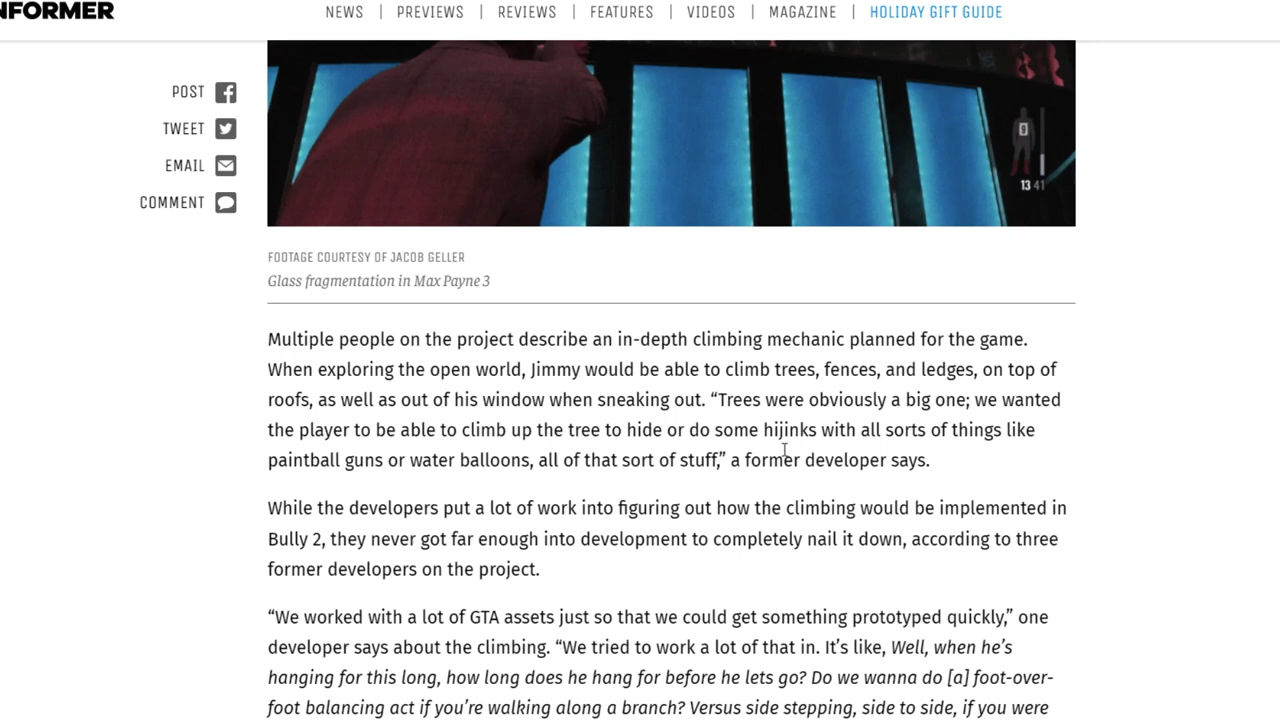 NFORMER
NEWS | PREVIEWS | REVIEWS | FEATURES | VIDEOS | MAGAZINE | HOLIDAY GIFT GUIDE
POST
TWEET
EMAIL
COMMENT
9
13 41
FOOTAGE COURTESY OF JACOB GELLER
Glass fragmentation in Max Payne 3
Multiple people on the project describe an in-depth climbing mechanic planned for the game.
When exploring the open world, Jimmy would be able to climb trees, fences, and ledges, on top of
roofs, as well as out of his window when sneaking out. “Trees were obviously a big one; we wanted
the player to be able to climb up the tree to hide or do some hijinks with all sorts of things like
paintball guns or water balloons, all of that sort of stuff,” a former developer says.
While the developers put a lot of work into figuring out how the climbing would be implemented in
Bully 2, they never got far enough into development to completely nail it down, according to three
former developers on the project.
“We worked with a lot of GTA assets just so that we could get something prototyped quickly,” one
developer says about the climbing. “We tried to work a lot of that in. It’s like, Well, when he’s
hanging for this long, how long does he hang for before he lets go? Do we wanna do [a] foot-over-
foot balancing act if you’re walking along a branch? Versus side stepping, side to side, if you were